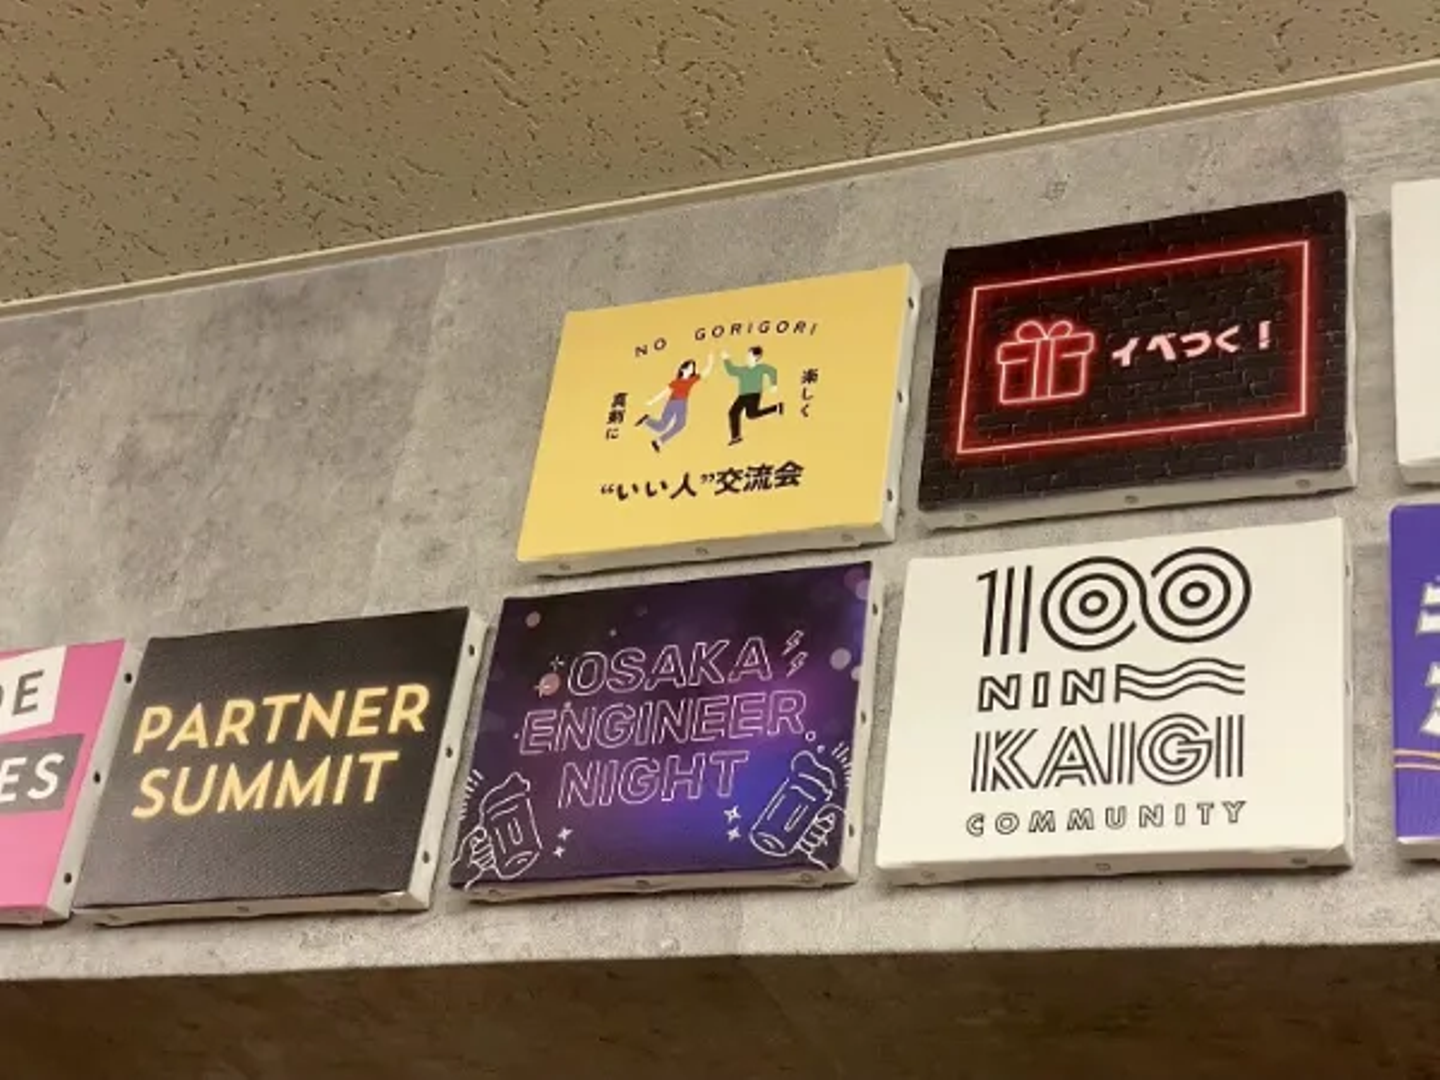 NO GORIGORI
真剣に
楽しく
“いい人”交流会
イベつく！
DE
ES
PARTNER
SUMMIT
OSAKA
ENGINEER
NIGHT
100
NIN
KAIGI
COMMUNITY